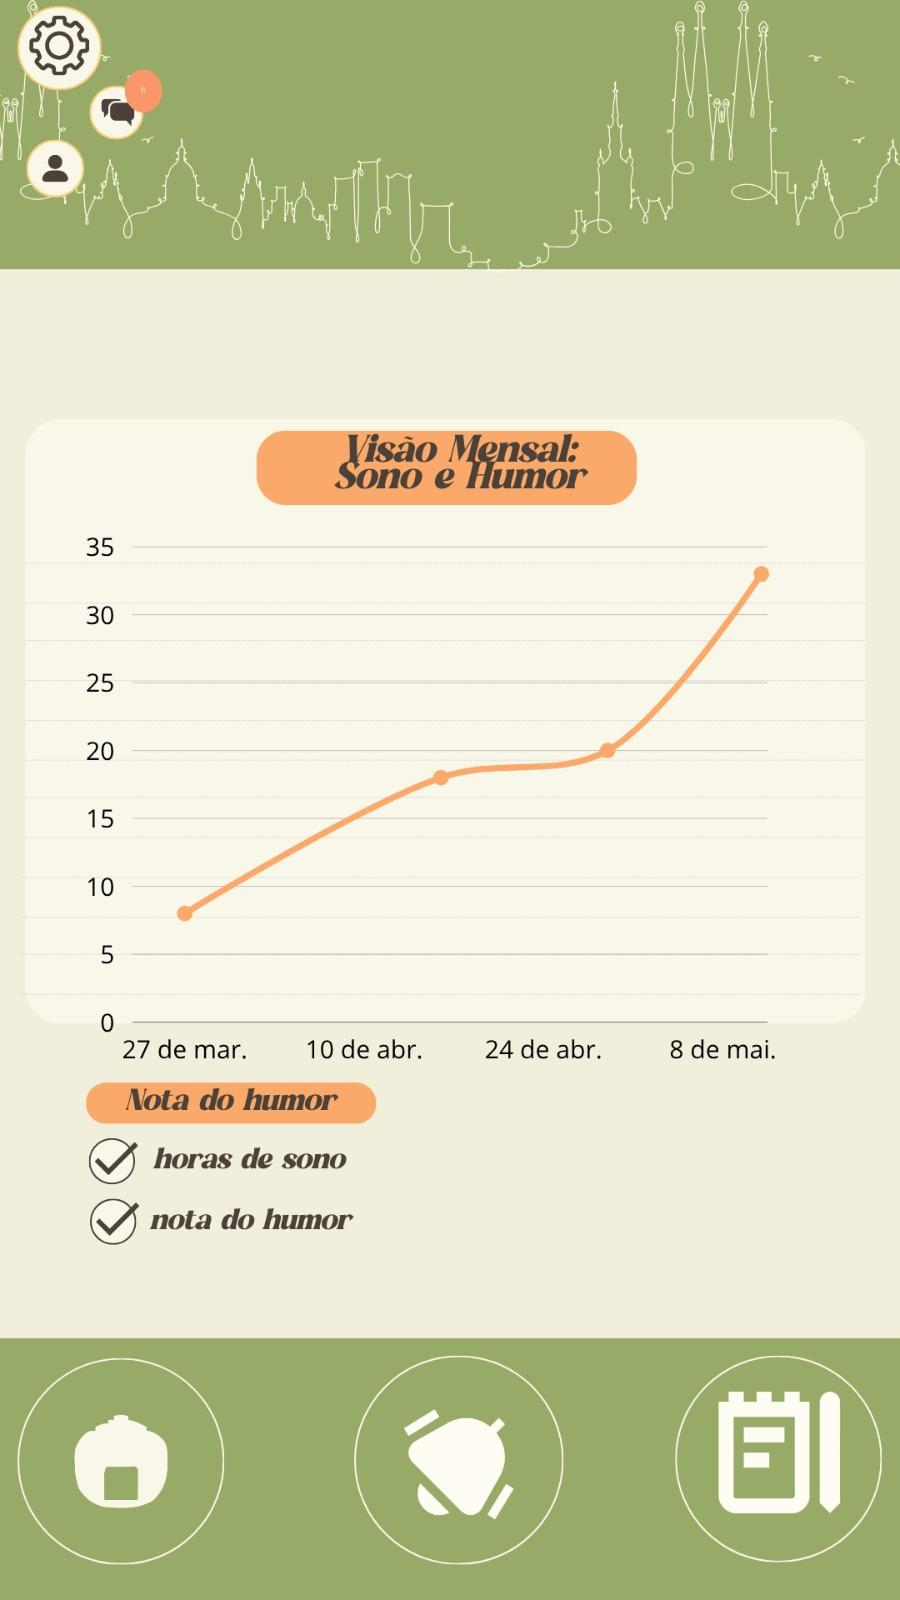 6
Visão Mensal:
Sono e Humor
35
30
25
20
15
10
5
0
27 de mar. 10 de abr. 24 de abr. 8 de mai.
Nota do humor
horas de sono
nota do humor